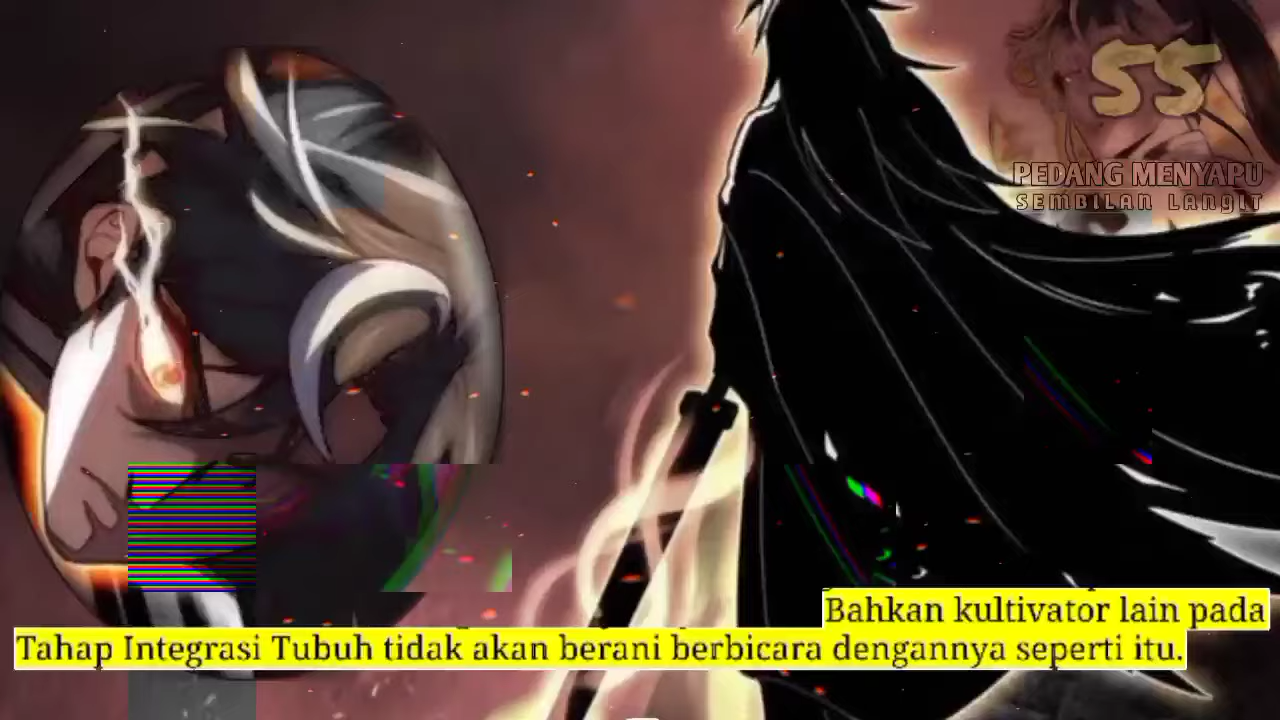 55
PEDANG MENYAPU
SEMBILAN LANGIT
Bahkan kultivator lain pada
Tahap Integrasi Tubuh tidak akan berani berbicara dengannya seperti itu.